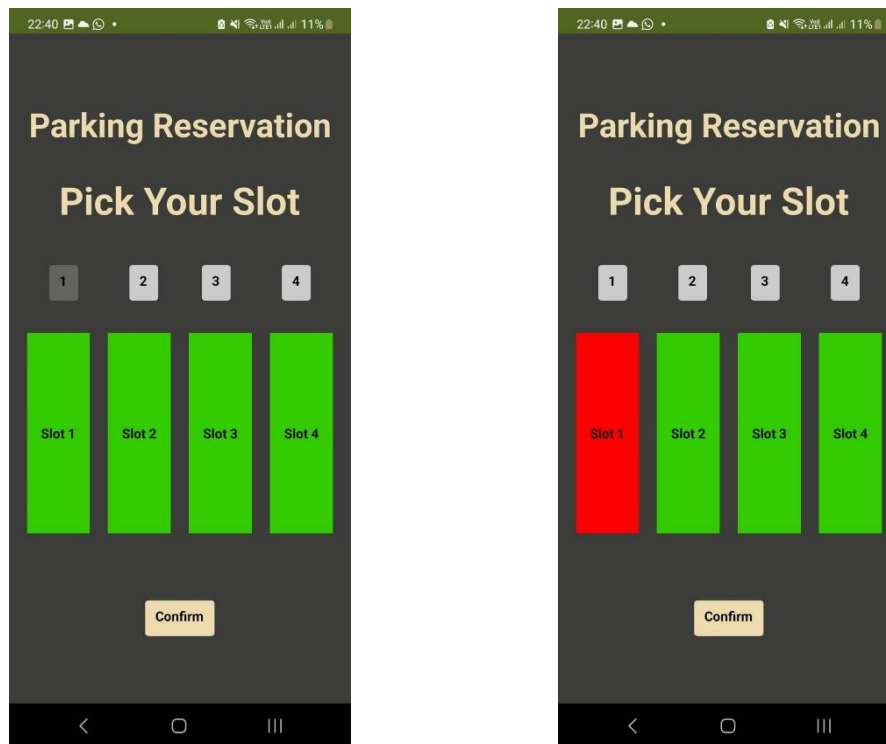 22:40
11%
Parking Reservation
Pick Your Slot
1 2 3 4
Slot 1 Slot 2 Slot 3 Slot 4
Confirm
22:40
11%
Parking Reservation
Pick Your Slot
1 2 3 4
Slot 1 Slot 2 Slot 3 Slot 4
Confirm